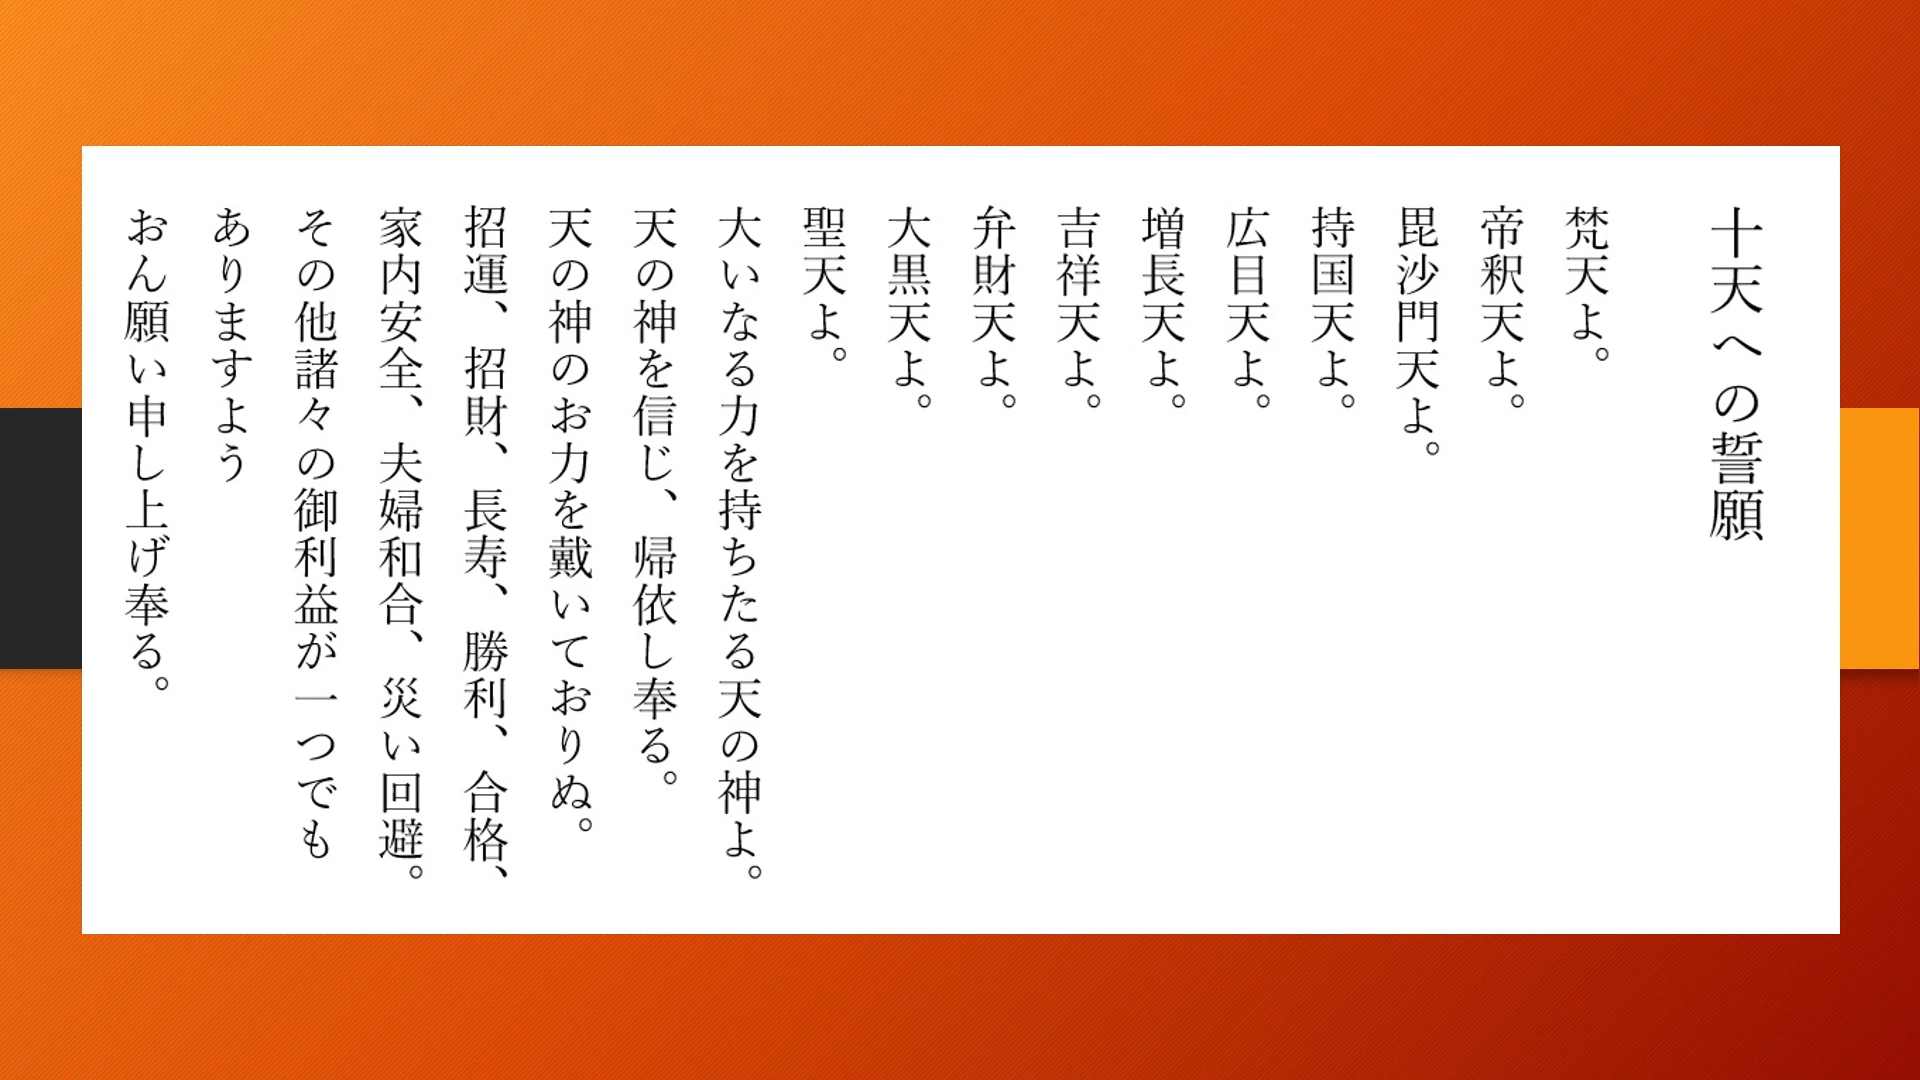 十天への誓願
梵天よ。
帝釈天よ。
毘沙門天よ。
持国天よ。
広目天よ。
増長天よ。
吉祥天よ。
弁財天よ。
大黒天よ。
聖天よ。
大いなる力を持ちたる天の神よ。
天の神を信じ、帰依し奉る。
天の神のお力を戴いておりぬ。
招運、招財、長寿、勝利、合格、
家内安全、夫婦和合、災い回避。
その他諸々の御利益が一つでも
ありますよう
おん願い申し上げ奉る。